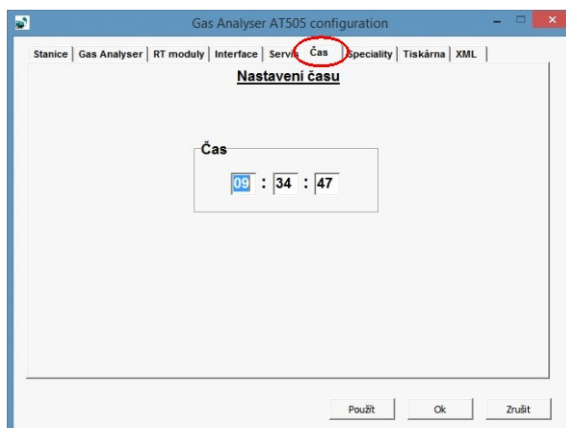 Gas Analyser AT505 configuration
Stanice Gas Analyser RT moduly Interface Servis Čas Speciality Tiskárna XML
Nastavení času
Čas
09 : 34 : 47
Použít Ok Zrušit